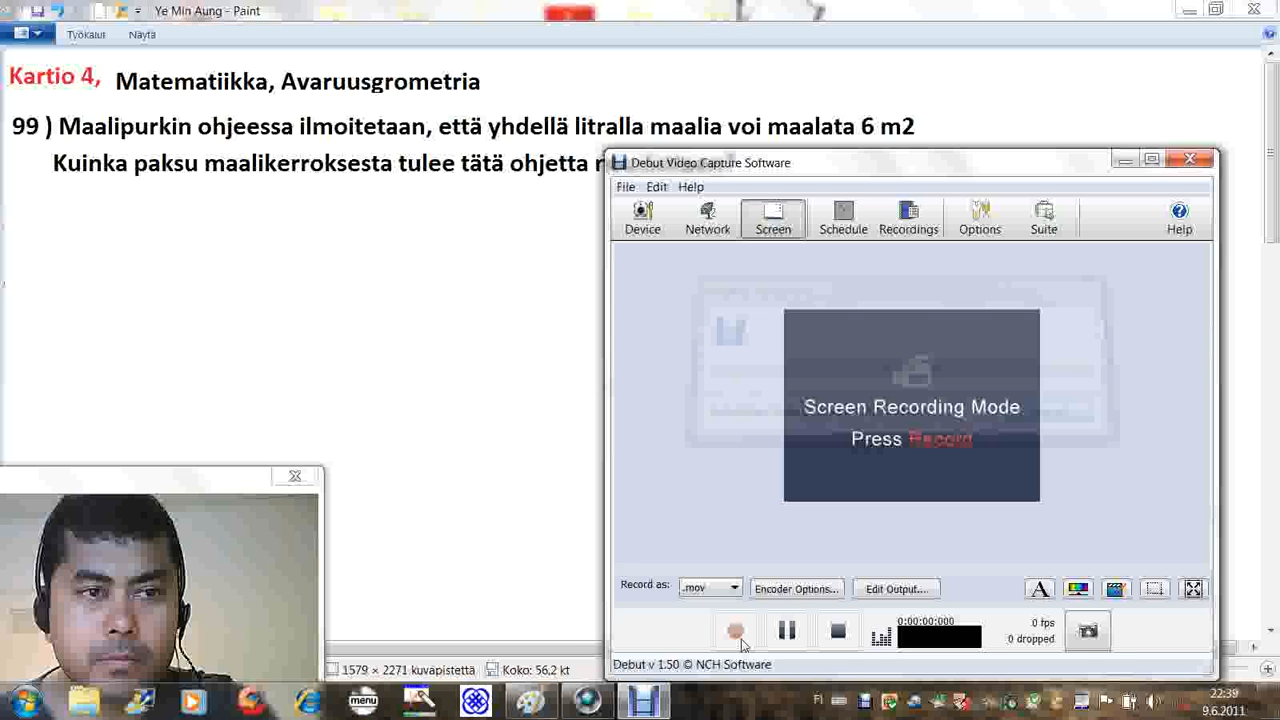 Ye Min Aung - Paint
Työkalut Näytä
Kartio 4, Matematiikka, Avaruusgrometria
99 ) Maalipurkin ohjeessa ilmoitetaan, että yhdellä litralla maalia voi maalata 6 m2
Kuinka paksu maalikerroksesta tulee tätä ohjetta
Debut Video Capture Software
File Edit Help
Device Network Screen Schedule Recordings Options Suite Help
Screen Recording Mode
Press Record
Record as: .mov Encoder Options... Edit Output... A
0:00:00:000 0 fps
0 dropped
Debut v 1.50 © NCH Software
1579 × 2271 kuvapistettä Koko: 56,2 kt
menu
FI 22:39
9.6.2011